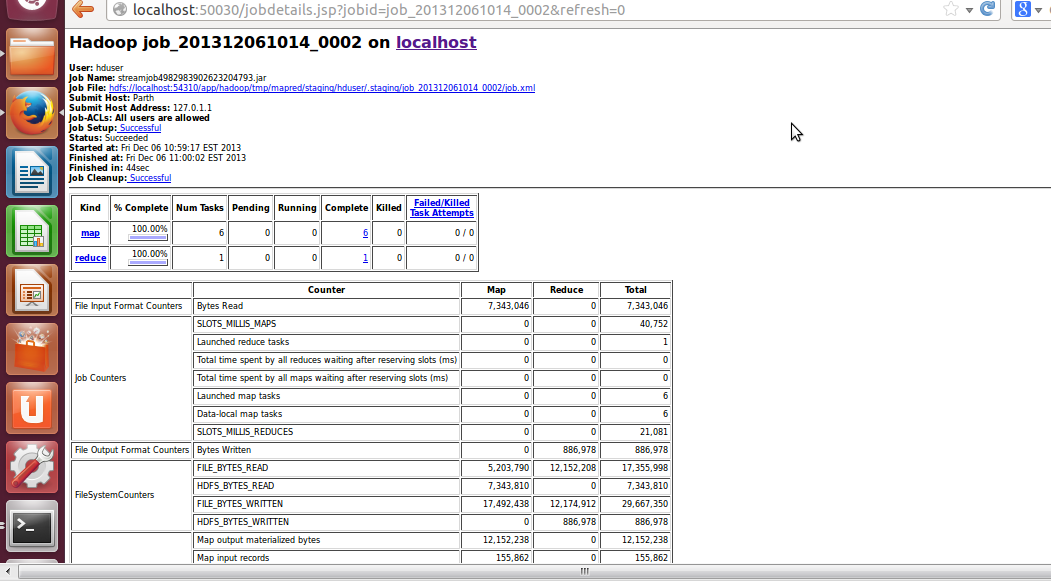 localhost:50030/jobdetails.jsp?jobid=job_201312061014_0002&refresh=0
8
Hadoop job_201312061014_0002 on localhost
User: hduser
Job Name: streamjob4982983902623204793.jar
Job File: hdfs://localhost:54310/app/hadoop/tmp/mapred/staging/hduser/.staging/job_201312061014_0002/job.xml
Submit Host: Parth
Submit Host Address: 127.0.1.1
Job-ACLs: All users are allowed
Job Setup: Successful
Status: Succeeded
Started at: Fri Dec 06 10:59:17 EST 2013
Finished at: Fri Dec 06 11:00:02 EST 2013
Finished in: 44sec
Job Cleanup: Successful
Kind % Complete Num Tasks Pending Running Complete Killed Failed/Killed Task Attempts
map 100.00% 6 0 0 6 0 0 / 0
reduce 100.00% 1 0 0 1 0 0 / 0
Counter Map Reduce Total
File Input Format Counters Bytes Read 7,343,046 0 7,343,046
Job Counters
SLOTS_MILLIS_MAPS 0 0 40,752
Launched reduce tasks 0 0 1
Total time spent by all reduces waiting after reserving slots (ms) 0 0 0
Total time spent by all maps waiting after reserving slots (ms) 0 0 0
Launched map tasks 0 0 6
Data-local map tasks 0 0 6
SLOTS_MILLIS_REDUCES 0 0 21,081
File Output Format Counters Bytes Written 0 886,978 886,978
FileSystemCounters
FILE_BYTES_READ 5,203,790 12,152,208 17,355,998
HDFS_BYTES_READ 7,343,810 0 7,343,810
FILE_BYTES_WRITTEN 17,492,438 12,174,912 29,667,350
HDFS_BYTES_WRITTEN 0 886,978 886,978
Map output materialized bytes 12,152,238 0 12,152,238
Map input records 155,862 0 155,862